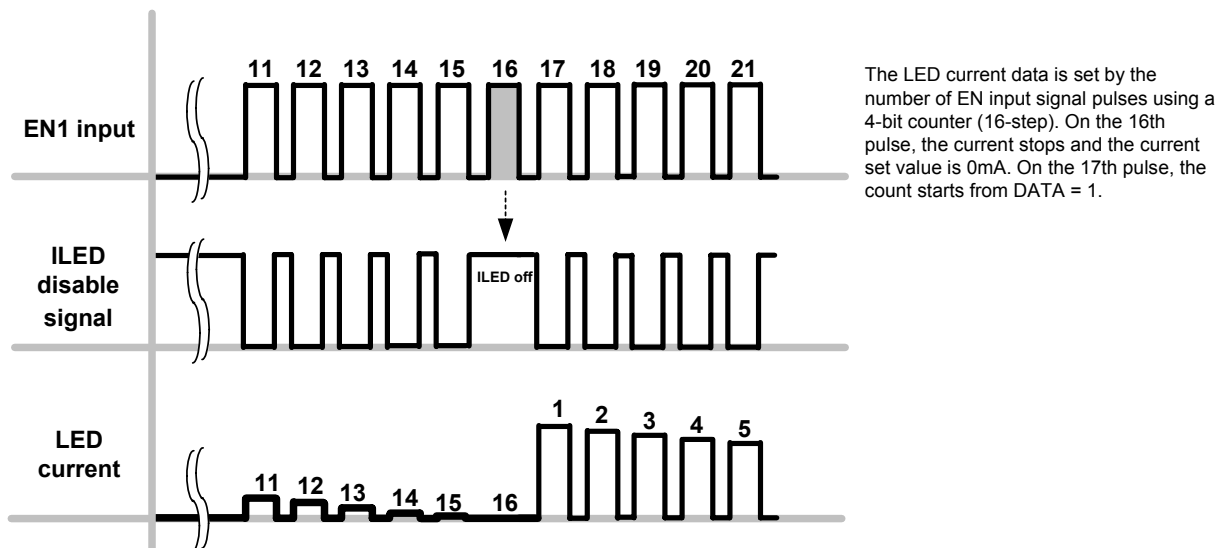 11 12 13 14 15 16 17 18 19 20 21
EN1 input
The LED current data is set by the
number of EN input signal pulses using a
4-bit counter (16-step). On the 16th
pulse, the current stops and the current
set value is 0mA. On the 17th pulse, the
count starts from DATA = 1.
ILED
disable
signal
ILED off
LED
current
11 12 13 14 15 16 1 2 3 4 5